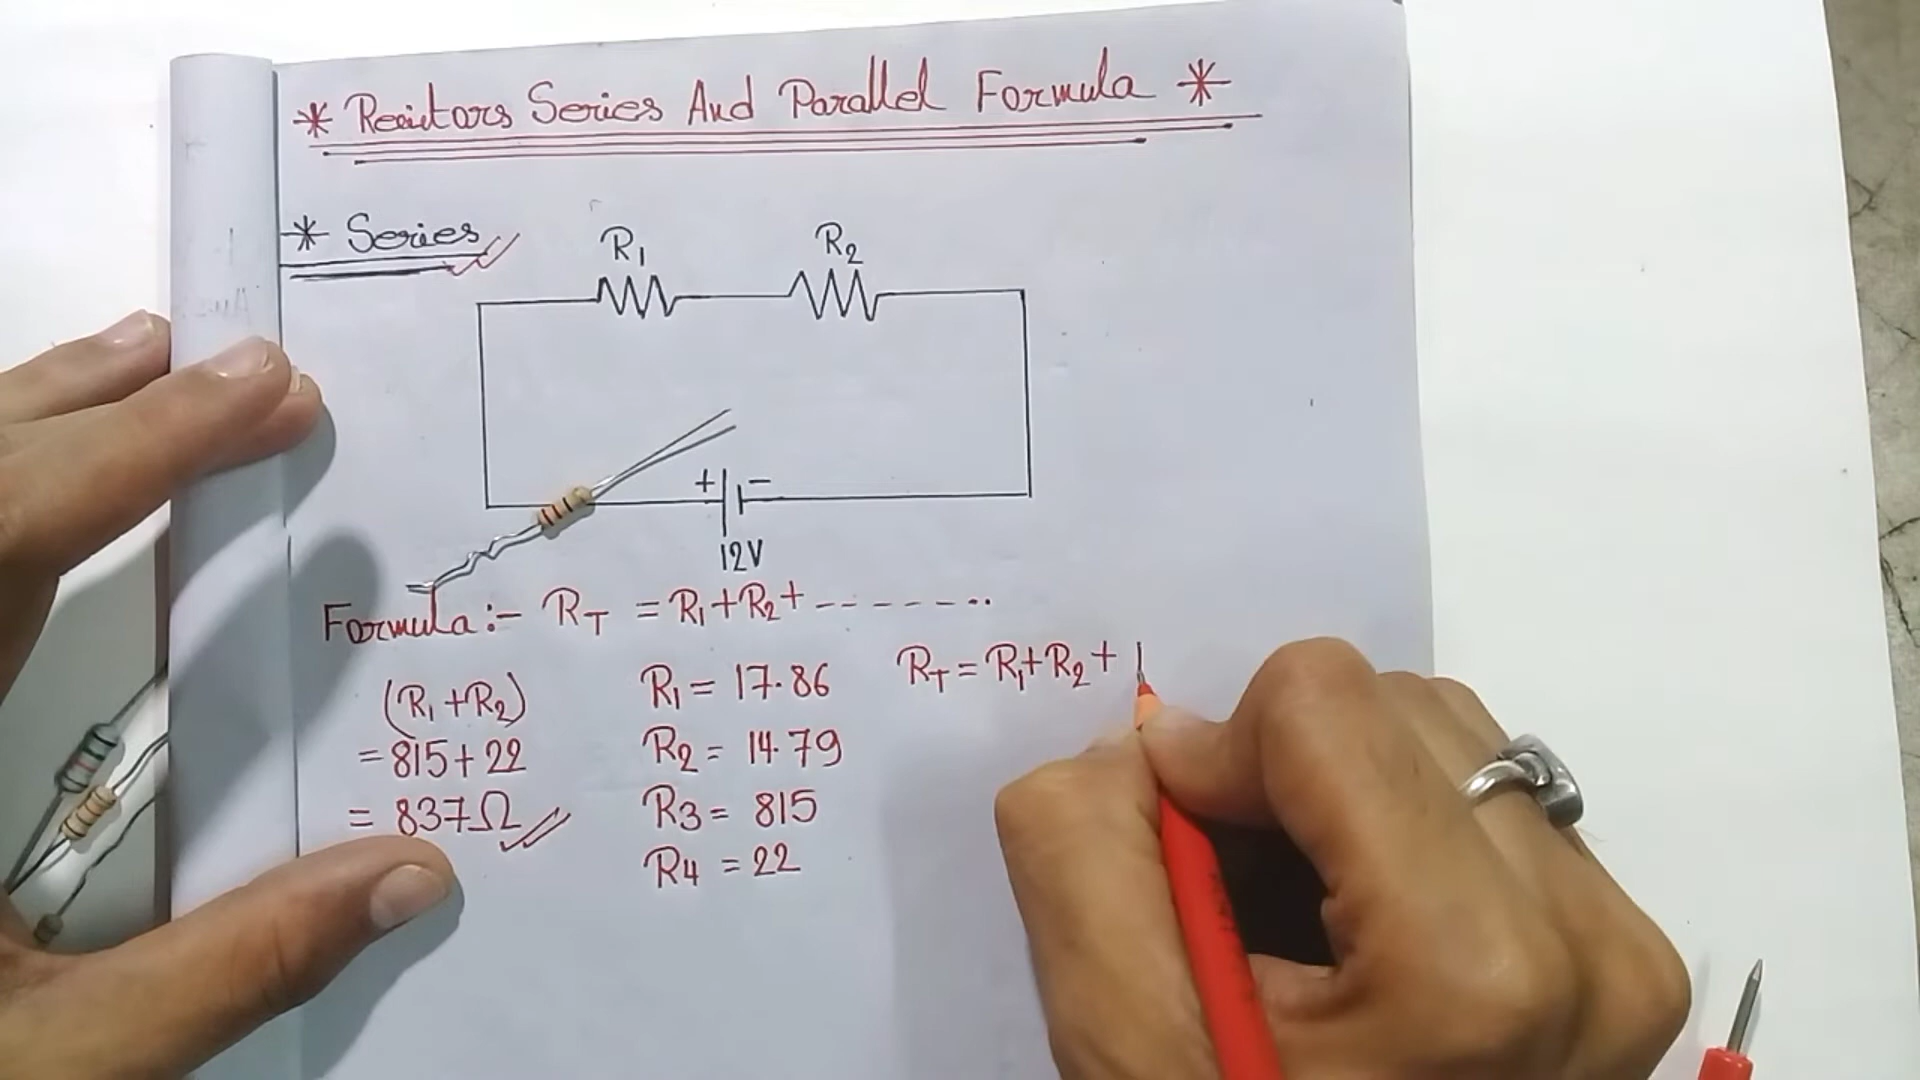 * Resistors Series And Parallel Formula *
* Series
R1 R2
+ -
12V
Formula :- RT = R1+R2+-------..
(R1+R2)
=815+22
= 837Ω
R1 = 17.86
R2 = 14.79
R3 = 815
R4 = 22
RT = R1+R2+